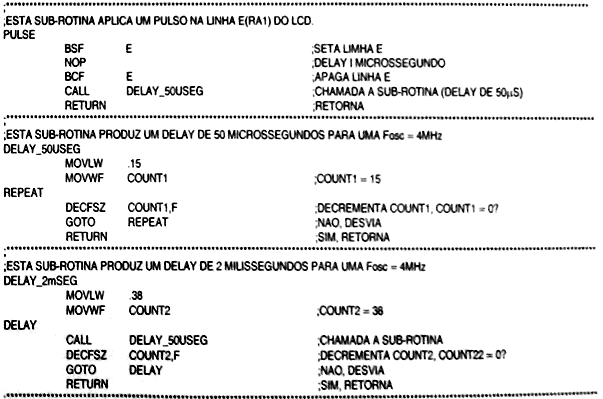 ;ESTA SUB-ROTINA APLICA UM PULSO NA LINHA E(RA1) DO LCD.
PULSE
BSF E ;SETA LIMHA E
NOP ;DELAY I MICROSSEGUNDO
BCF E ;APAGA LINHA E
CALL DELAY_50USEG ;CHAMADA A SUB-ROTINA (DELAY DE 50µS)
RETURN ;RETORNA
;ESTA SUB-ROTINA PRODUZ UM DELAY DE 50 MICROSSEGUNDOS PARA UMA Fosc = 4MHz
DELAY_50USEG
MOVLW .15
MOVWF COUNT1 ;COUNT1 = 15
REPEAT
DECFSZ COUNT1,F ;DECREMENTA COUNT1, COUNT1 = 0?
GOTO REPEAT ;NAO, DESVIA
RETURN ;SIM, RETORNA
;ESTA SUB-ROTINA PRODUZ UM DELAY DE 2 MILISSEGUNDOS PARA UMA Fosc = 4MHz
DELAY_2mSEG
MOVLW .38
MOVWF COUNT2 ;COUNT2 = 38
DELAY
CALL DELAY_50USEG ;CHAMADA A SUB-ROTINA
DECFSZ COUNT2,F ;DECREMENTA COUNT2, COUNT22 = 0?
GOTO DELAY ;NAO, DESVIA
RETURN ;SIM, RETORNA